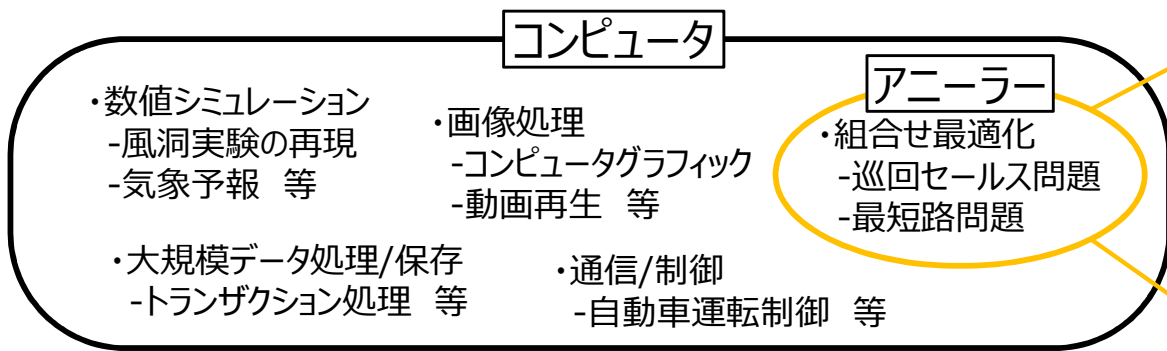 コンピュータ
・数値シミュレーション
-風洞実験の再現
-気象予報　等
・画像処理
-コンピュータグラフィック
-動画再生　等
アニーラー
・組合せ最適化
-巡回セールス問題
-最短路問題
・大規模データ処理/保存
-トランザクション処理　等
・通信/制御
-自動車運転制御　等